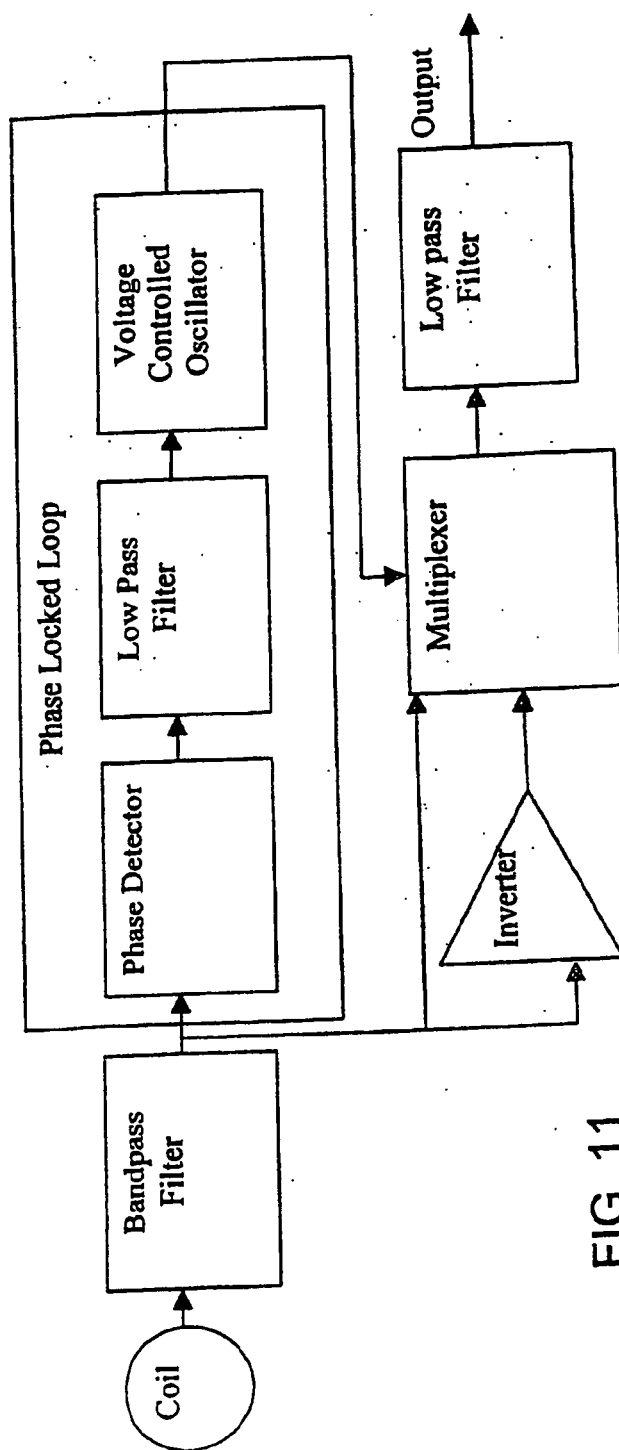 Coil
Bandpass
Filter
Phase Locked Loop
Phase Detector
Low Pass
Filter
Voltage
Controlled
Oscillator
Inverter
Multiplexer
Low pass
Filter
Output
FIG. 11